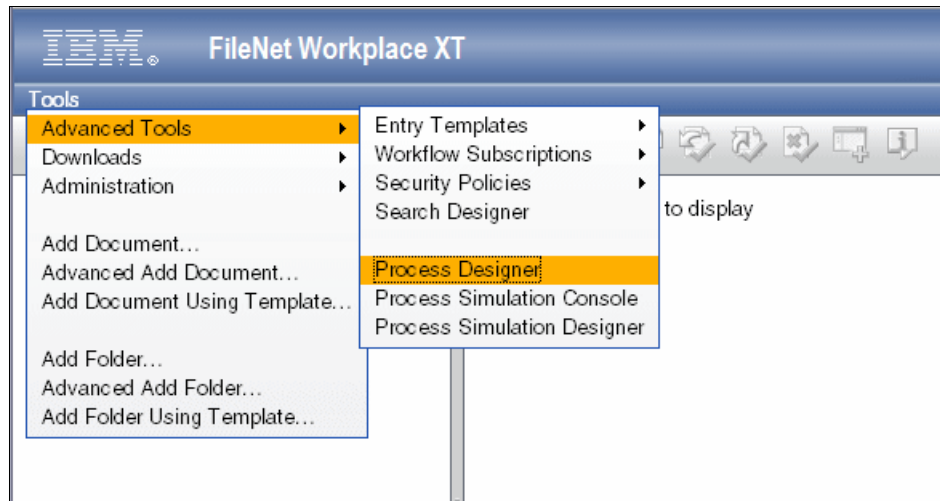 IBM® FileNet Workplace XT
Tools
Advanced Tools
Downloads
Administration
Add Document...
Advanced Add Document...
Add Document Using Template...
Add Folder...
Advanced Add Folder...
Add Folder Using Template...
Entry Templates
Workflow Subscriptions
Security Policies
Search Designer
Process Designer
Process Simulation Console
Process Simulation Designer
to display